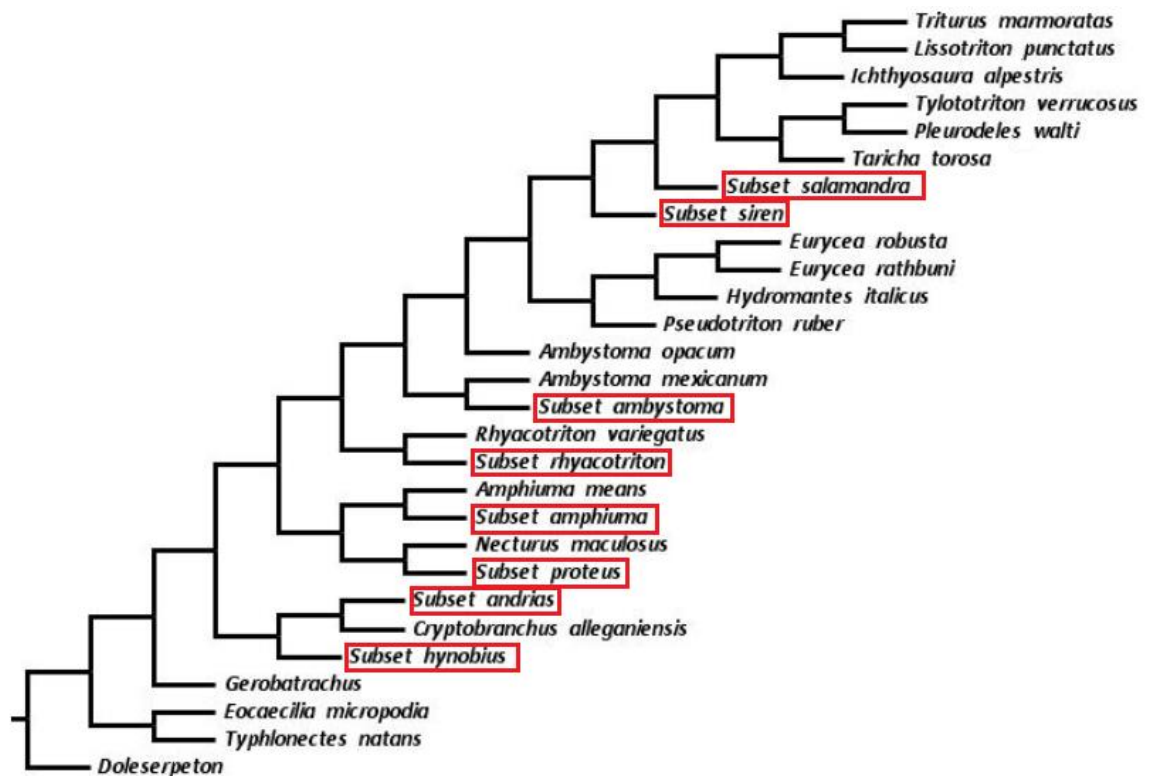 Triturus marmoratas
Lissotriton punctatus
Ichthyosaura alpestris
Tylototriton verrucosus
Pleurodeles walti
Taricha torosa
Subset salamandra
Subset siren
Eurycea robusta
Eurycea rathbuni
Hydromantes italicus
Pseudotriton ruber
Ambystoma opacum
Ambystoma mexicanum
Subset ambystoma
Rhyacotriton variegatus
Subset rhyacotriton
Amphiuma means
Subset amphiuma
Necturus maculosus
Subset proteus
Subset andrias
Cryptobranchus alleganiensis
Subset hynobius
Gerobatrachus
Eocaecilia micropodia
Typhlonectes natans
Doleserpeton